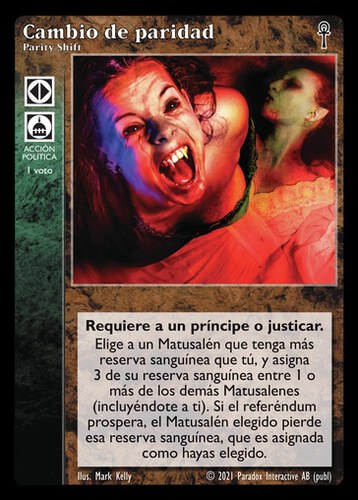 Cambio de paridad
Parity Shift
ACCIÓN
POLÍTICA
1 voto
Requiere a un príncipe o justicar.
Elige a un Matusalén que tenga más
reserva sanguínea que tú, y asigna
3 de su reserva sanguínea entre 1 o
más de los demás Matusalenes
(incluyéndote a ti). Si el referéndum
prospera, el Matusalén elegido pierde
esa reserva sanguínea, que es asignada
como hayas elegido.
Ilus. Mark Kelly © 2021 Paradox Interactive AB (publ)